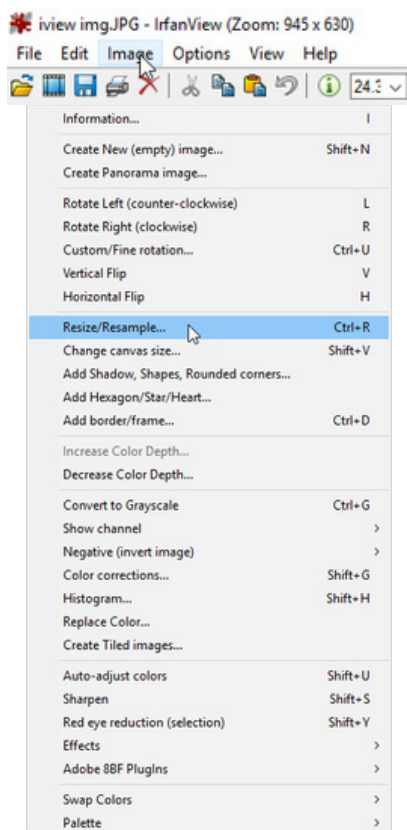 iview img.JPG - IrfanView (Zoom: 945 x 630)
File Edit Image Options View Help
24.
Information... I
Create New (empty) image... Shift+N
Create Panorama image...
Rotate Left (counter-clockwise) L
Rotate Right (clockwise) R
Custom/Fine rotation... Ctrl+U
Vertical Flip V
Horizontal Flip H
Resize/Resample... Ctrl+R
Change canvas size... Shift+V
Add Shadow, Shapes, Rounded corners...
Add Hexagon/Star/Heart...
Add border/frame... Ctrl+D
Increase Color Depth...
Decrease Color Depth...
Convert to Grayscale Ctrl+G
Show channel >
Negative (invert image) >
Color corrections... Shift+G
Histogram... Shift+H
Replace Color...
Create Tiled images...
Auto-adjust colors Shift+U
Sharpen Shift+S
Red eye reduction (selection) Shift+Y
Effects >
Adobe 8BF PlugIns >
Swap Colors >
Palette >